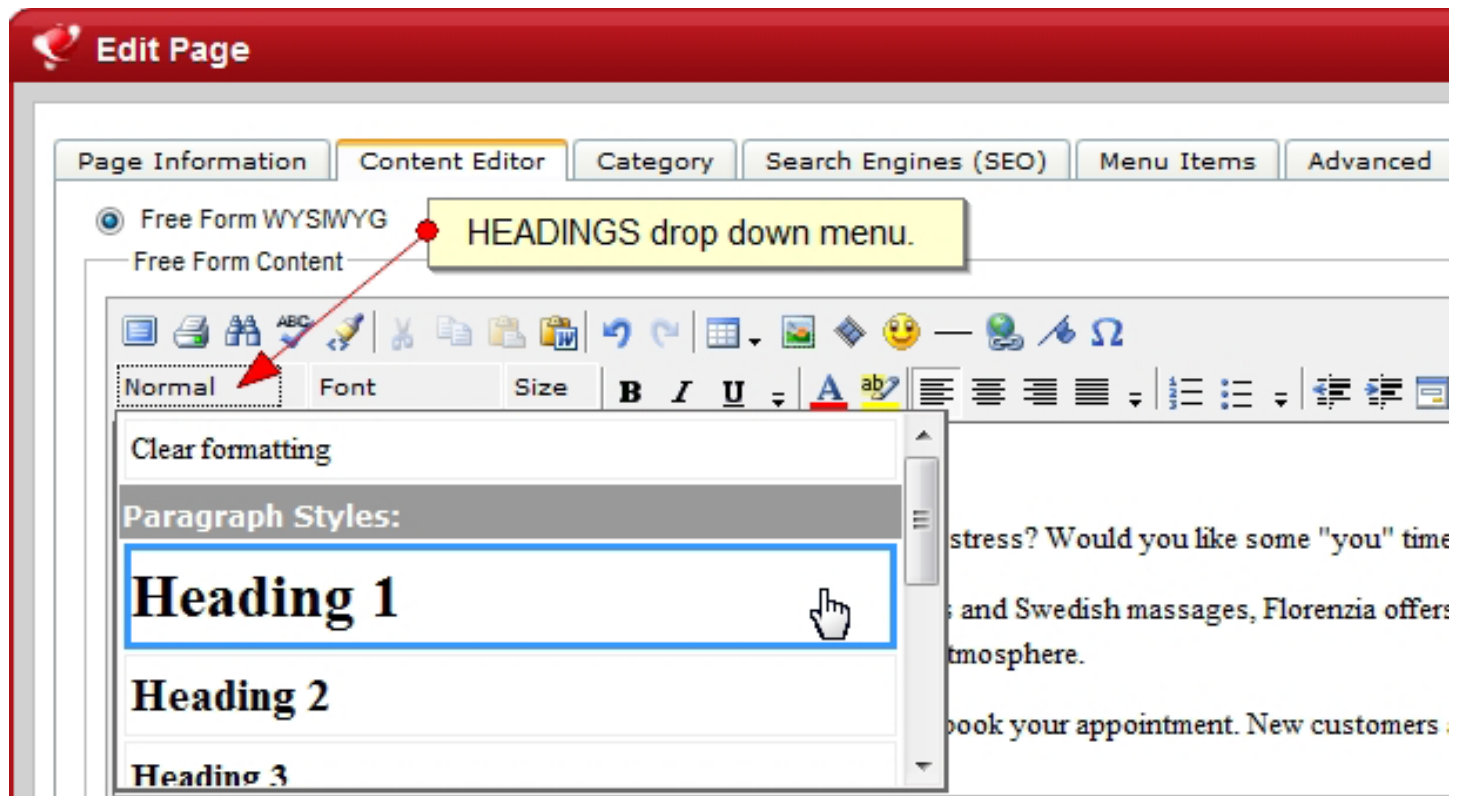 Edit Page
Page Information Content Editor Category Search Engines (SEO) Menu Items Advanced
Free Form WYSIWYG
HEADINGS drop down menu.
Free Form Content
ABC
W
Ω
Normal Font Size B I U A ab
Clear formatting
Paragraph Styles:
stress? Would you like some "you" time
Heading 1
and Swedish massages, Florenzia offers
tmosphere.
Heading 2
book your appointment. New customers
Heading 3